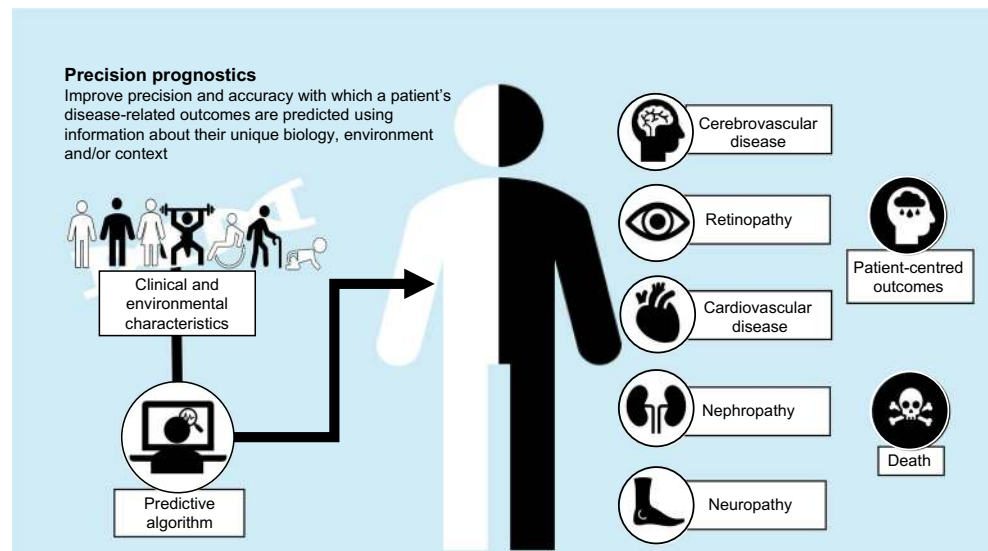 Precision prognostics
Improve precision and accuracy with which a patient's
disease-related outcomes are predicted using
information about their unique biology, environment
and/or context
Clinical and
environmental
characteristics
Predictive
algorithm
Cerebrovascular
disease
Retinopathy
Cardiovascular
disease
Nephropathy
Neuropathy
Patient-centred
outcomes
Death